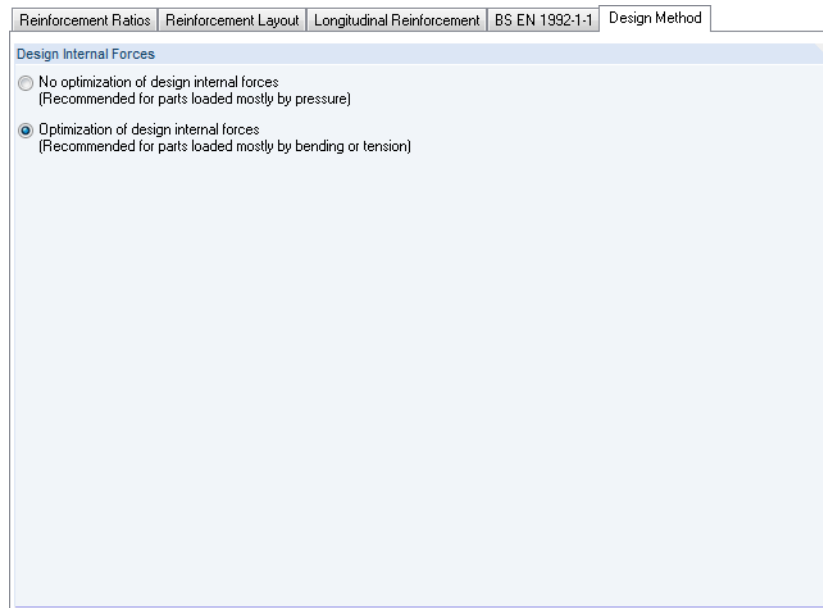 Reinforcement Ratios Reinforcement Layout Longitudinal Reinforcement BS EN 1992-1-1 Design Method
Design Internal Forces
No optimization of design internal forces
(Recommended for parts loaded mostly by pressure)
Optimization of design internal forces
(Recommended for parts loaded mostly by bending or tension)